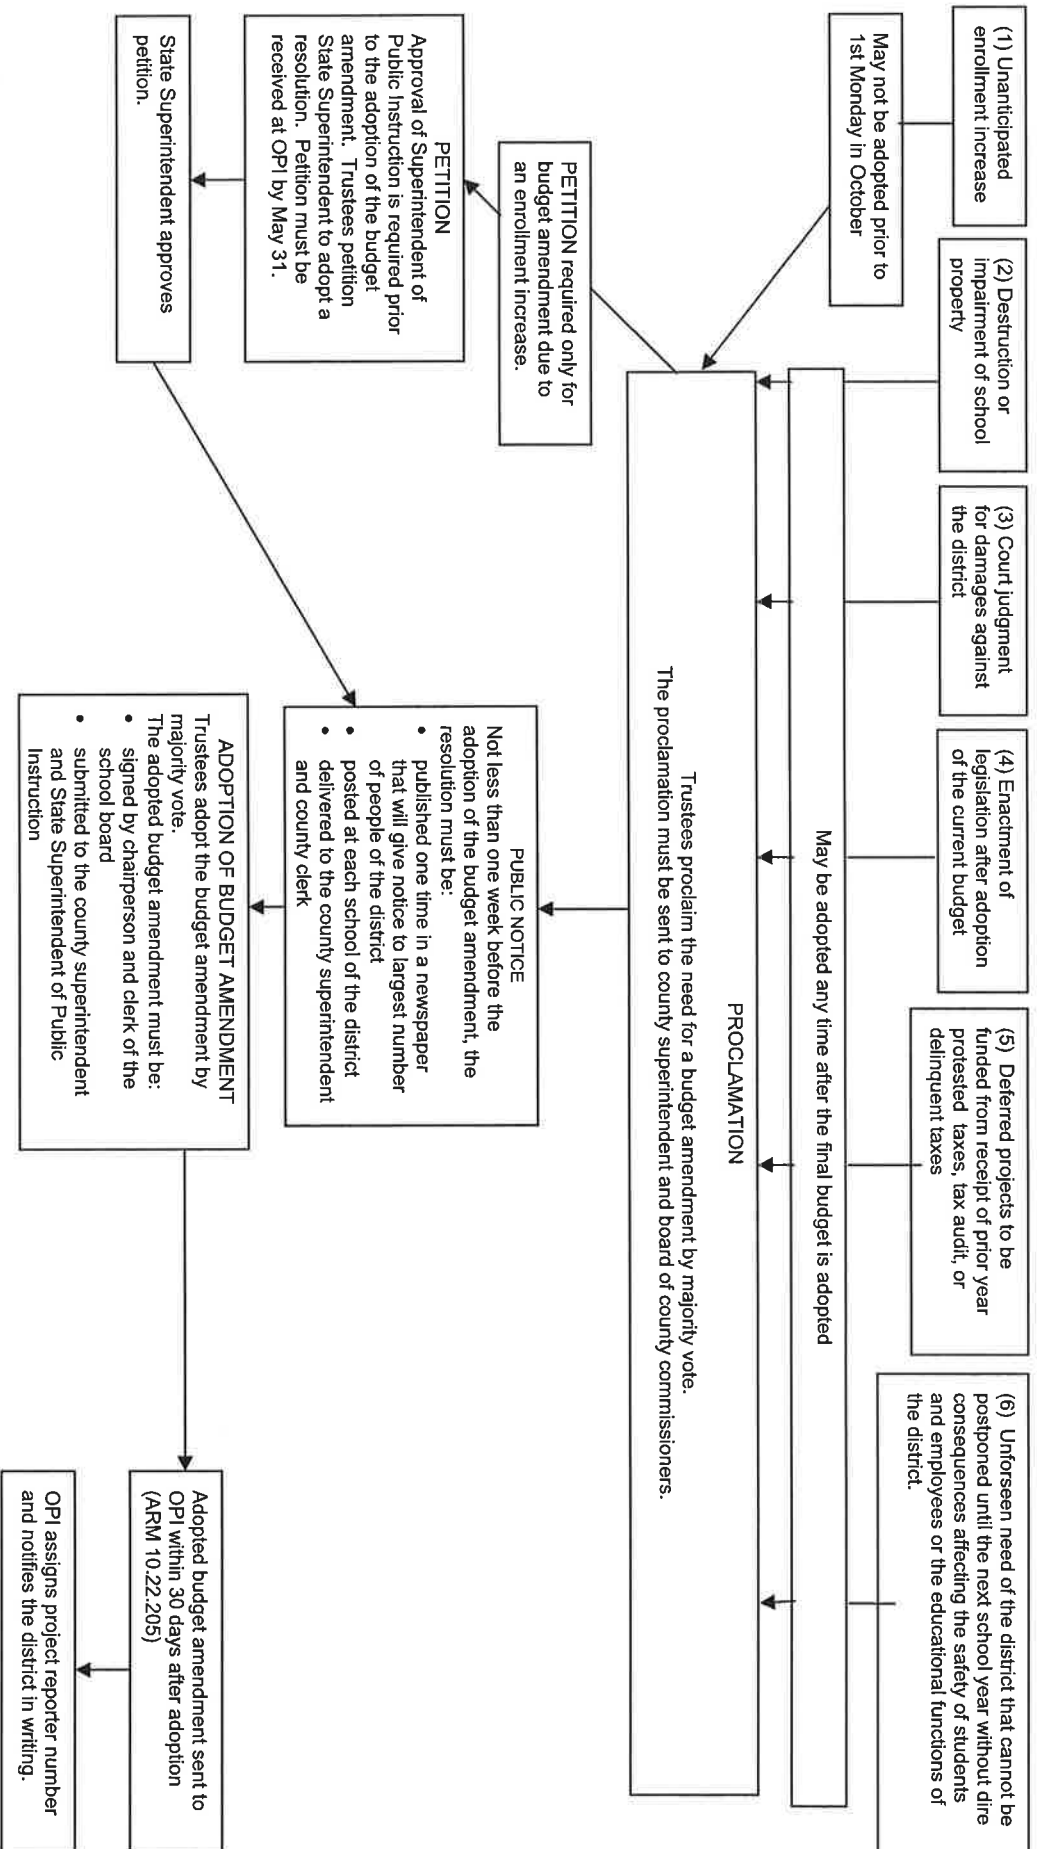 (1) Unanticipated
enrollment increase
(2) Destruction or
impairment of school
property
(3) Court judgment
for damages against
the district
(4) Enactment of
legislation after adoption
of the current budget
(5) Deferred projects to be
funded from receipt of prior year
protested taxes, tax audit, or
delinquent taxes
(6) Unforseen need of the district that cannot be
postponed until the next school year without dire
consequences affecting the safety of students
and employees or the educational functions of
the district.
May not be adopted prior to
1st Monday in October
May be adopted any time after the final budget is adopted
PROCLAMATION
Trustees proclaim the need for a budget amendment by majority vote.
The proclamation must be sent to county superintendent and board of county commissioners.
PETITION required only for
budget amendment due to
an enrollment increase.
PETITION
Approval of Superintendent of
Public Instruction is required prior
to the adoption of the budget
amendment. Trustees petition
State Superintendent to adopt a
resolution. Petition must be
received at OPI by May 31.
State Superintendent approves
petition.
PUBLIC NOTICE
Not less than one week before the
adoption of the budget amendment, the
resolution must be:
• published one time in a newspaper
that will give notice to largest number
of people of the district
• posted at each school of the district
• delivered to the county superintendent
and county clerk
ADOPTION OF BUDGET AMENDMENT
Trustees adopt the budget amendment by
majority vote.
The adopted budget amendment must be:
• signed by chairperson and clerk of the
school board
• submitted to the county superintendent
and State Superintendent of Public
Instruction
Adopted budget amendment sent to
OPI within 30 days after adoption
(ARM 10.22.205)
OPI assigns project reporter number
and notifies the district in writing.